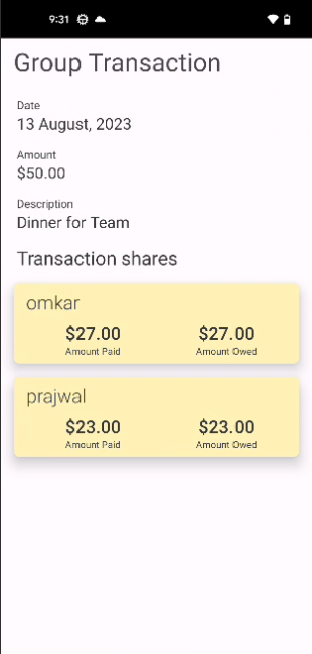 9:31
Group Transaction
Date
13 August, 2023
Amount
$50.00
Description
Dinner for Team
Transaction shares
omkar
$27.00 $27.00
Amount Paid Amount Owed
prajwal
$23.00 $23.00
Amount Paid Amount Owed